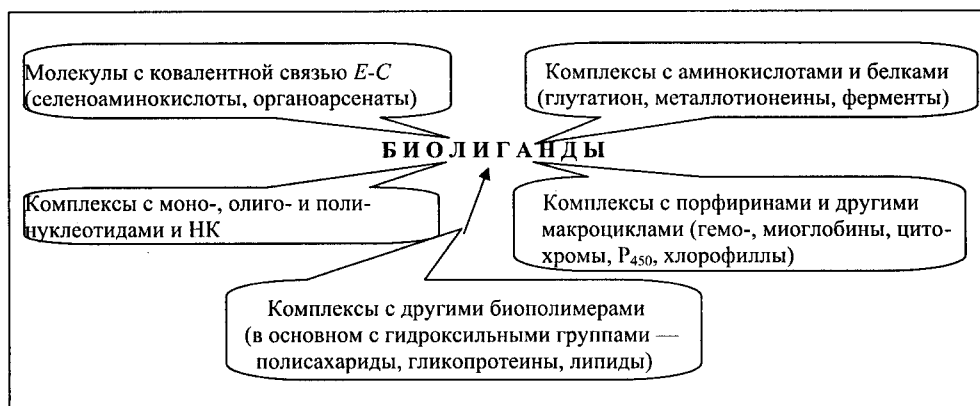 Молекулы с ковалентной связью E-C
(селеноаминокислоты, органоарсенаты)
Комплексы с аминокислотами и белками
(глутатион, металлотионеины, ферменты)
БИОЛИГАНДЫ
Комплексы с моно-, олиго- и поли-
нуклеотидами и НК
Комплексы с порфиринами и другими
макроциклами (гемо-, миоглобины, цито-
хромы, P₄₅₀, хлорофиллы)
Комплексы с другими биополимерами
(в основном с гидроксильными группами —
полисахариды, гликопротеины, липиды)